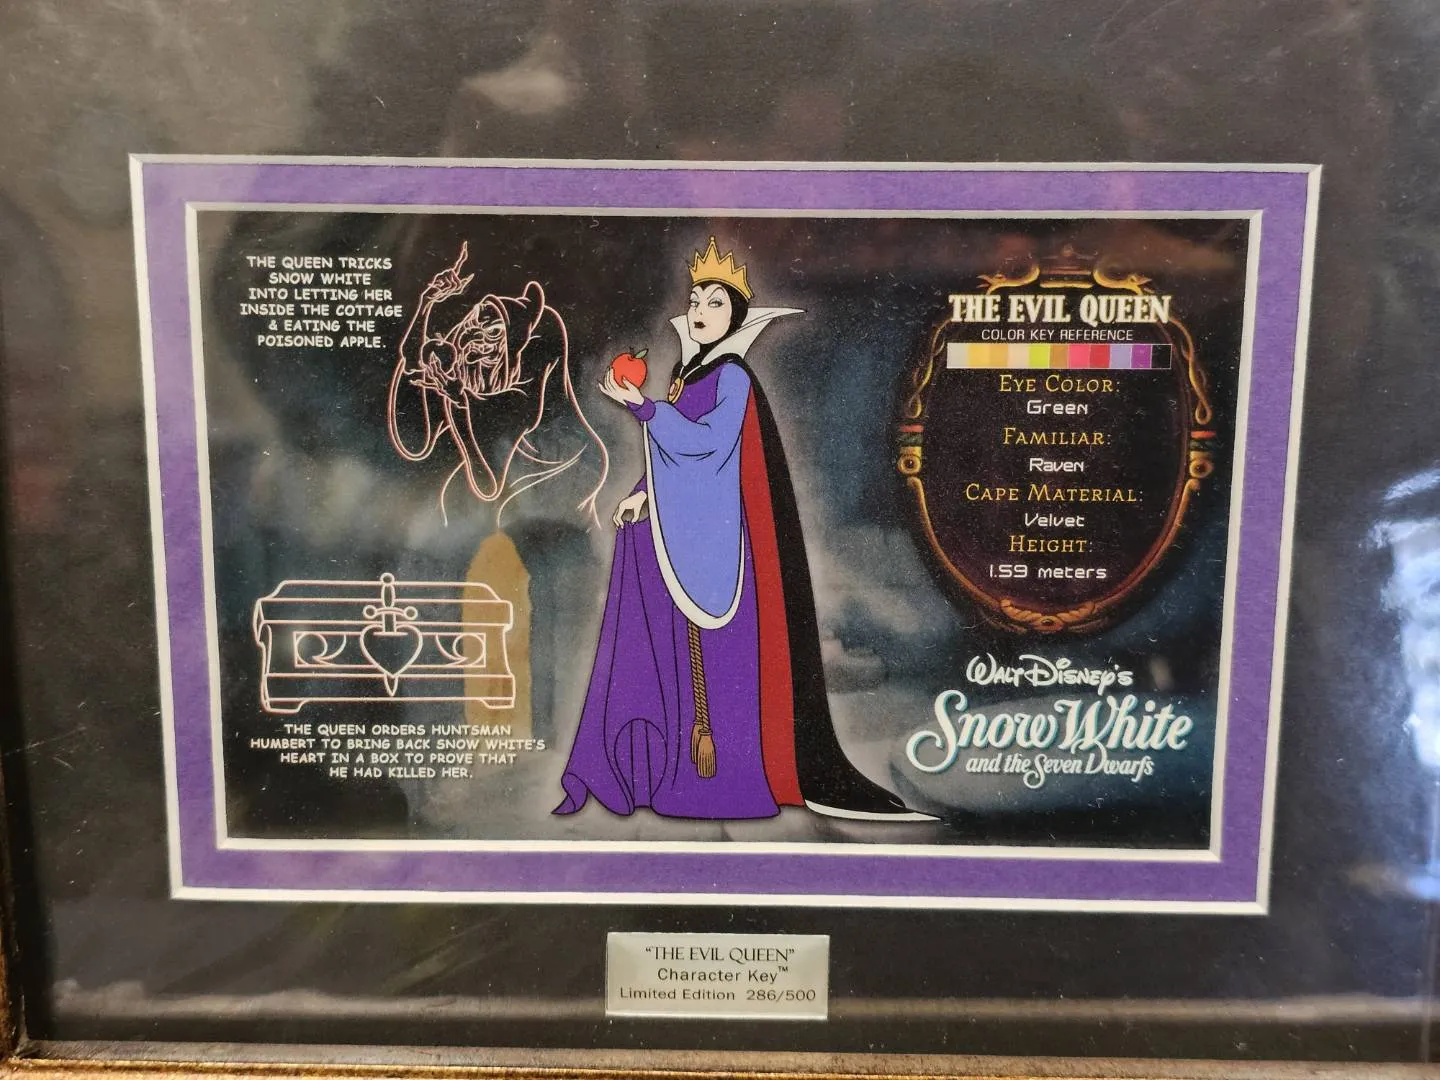 THE QUEEN TRICKS
SNOW WHITE
INTO LETTING HER
INSIDE THE COTTAGE
& EATING THE
POISONED APPLE.
THE QUEEN ORDERS HUNTSMAN
HUMBERT TO BRING BACK SNOW WHITE'S
HEART IN A BOX TO PROVE THAT
HE HAD KILLED HER.
THE EVIL QUEEN
COLOR KEY REFERENCE
EYE COLOR:
Green
FAMILIAR:
Raven
CAPE MATERIAL:
Velvet
HEIGHT:
1.59 meters
WALT DISNEY'S
Snow White
and the Seven Dwarfs
"THE EVIL QUEEN"
Character Key™
Limited Edition 286/500